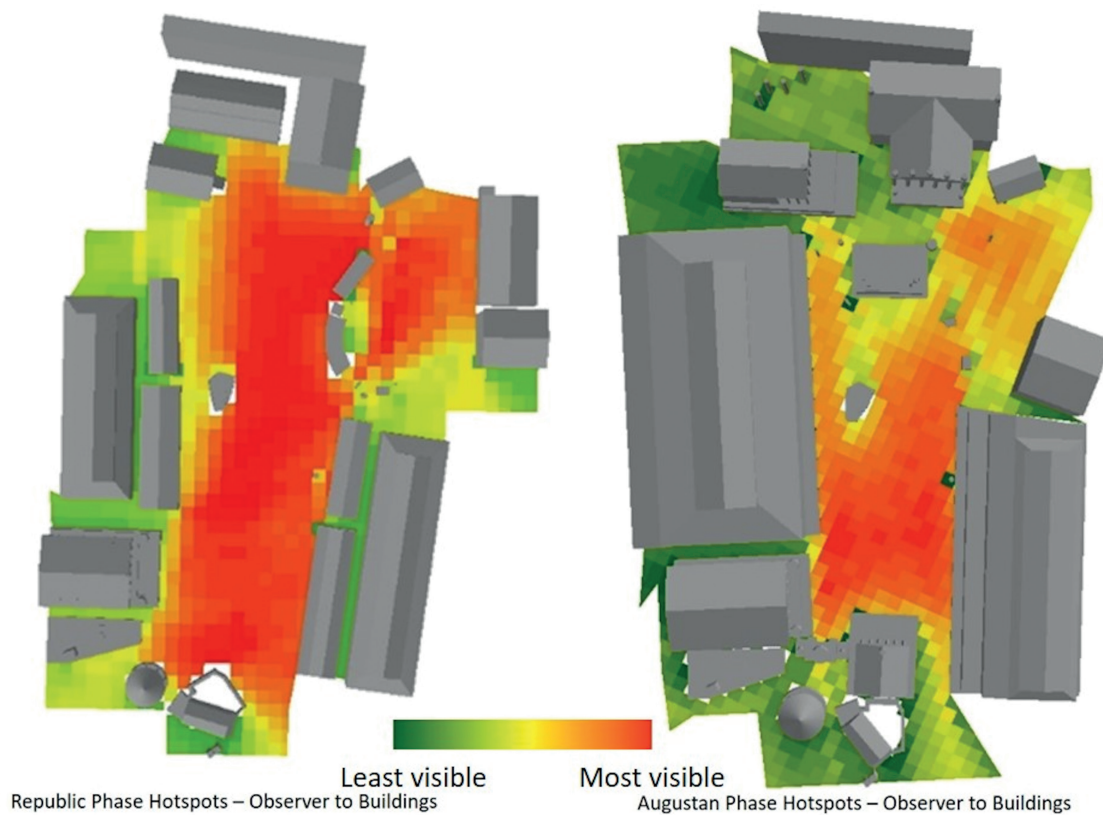 Least visible
Most visible
Republic Phase Hotspots – Observer to Buildings
Augustan Phase Hotspots – Observer to Buildings